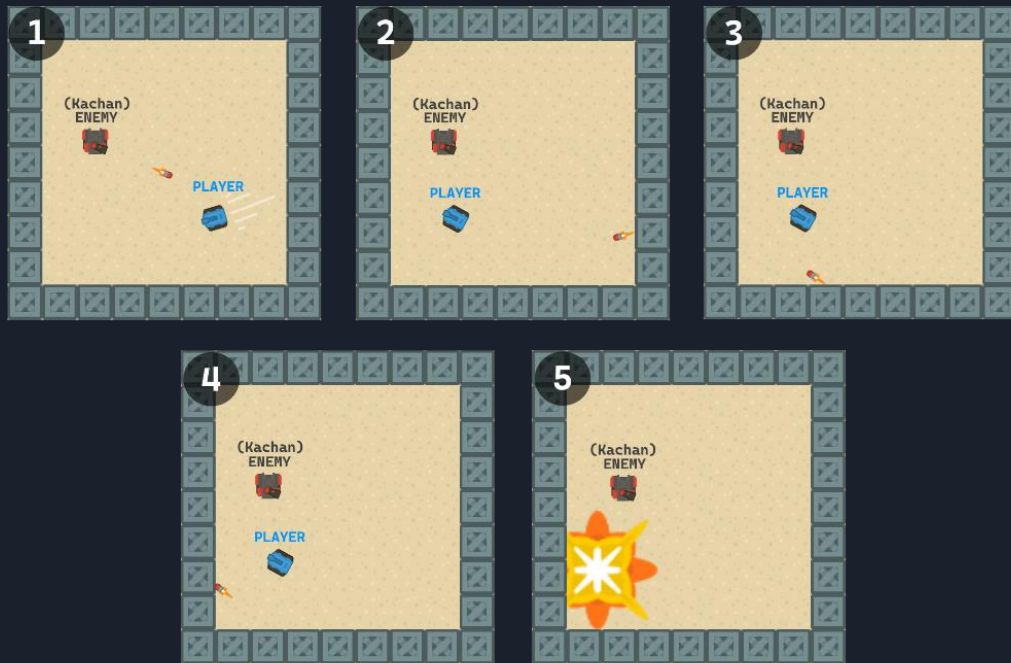 1
(Kachan)
ENEMY
PLAYER
2
(Kachan)
ENEMY
PLAYER
3
(Kachan)
ENEMY
PLAYER
4
(Kachan)
ENEMY
PLAYER
5
(Kachan)
ENEMY